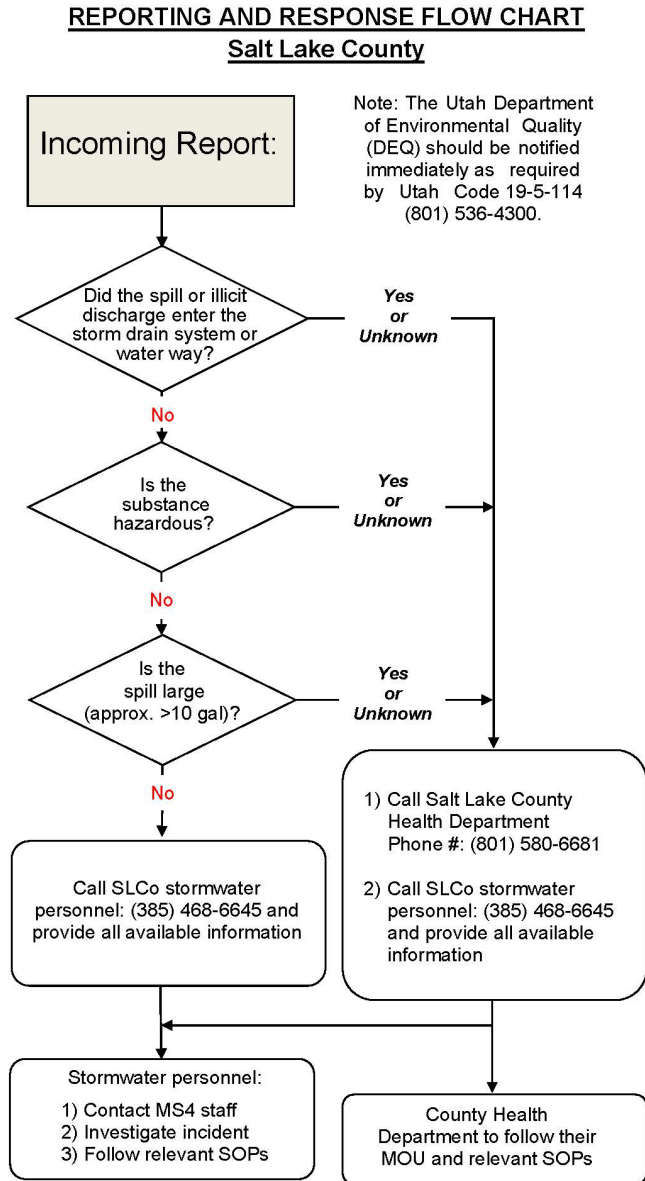 REPORTING AND RESPONSE FLOW CHART
Salt Lake County
Incoming Report:
Note: The Utah Department
of Environmental Quality
(DEQ) should be notified
immediately as required
by Utah Code 19-5-114
(801) 536-4300.
Did the spill or illicit
discharge enter the
storm drain system or
water way?
Yes
or
Unknown
No
Is the
substance
hazardous?
Yes
or
Unknown
No
Is the
spill large
(approx. >10 gal)?
Yes
or
Unknown
No
Call SLCo stormwater
personnel: (385) 468-6645 and
provide all available information
1) Call Salt Lake County
Health Department
Phone #: (801) 580-6681
2) Call SLCo stormwater
personnel: (385) 468-6645
and provide all available
information
Stormwater personnel:
1) Contact MS4 staff
2) Investigate incident
3) Follow relevant SOPs
County Health
Department to follow their
MOU and relevant SOPs